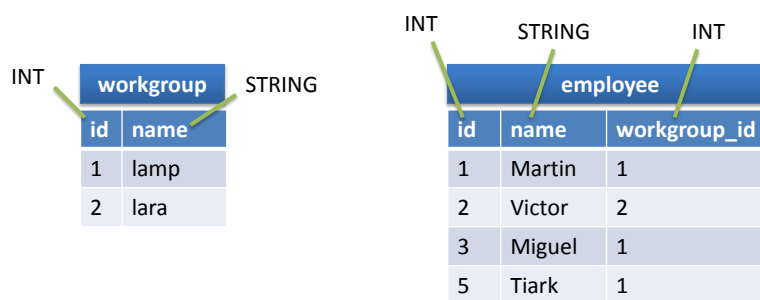 INT STRING INT
INT workgroup STRING employee
id name id name workgroup_id
1 lamp 1 Martin 1
2 lara 2 Victor 2
3 Miguel 1
5 Tiark 1